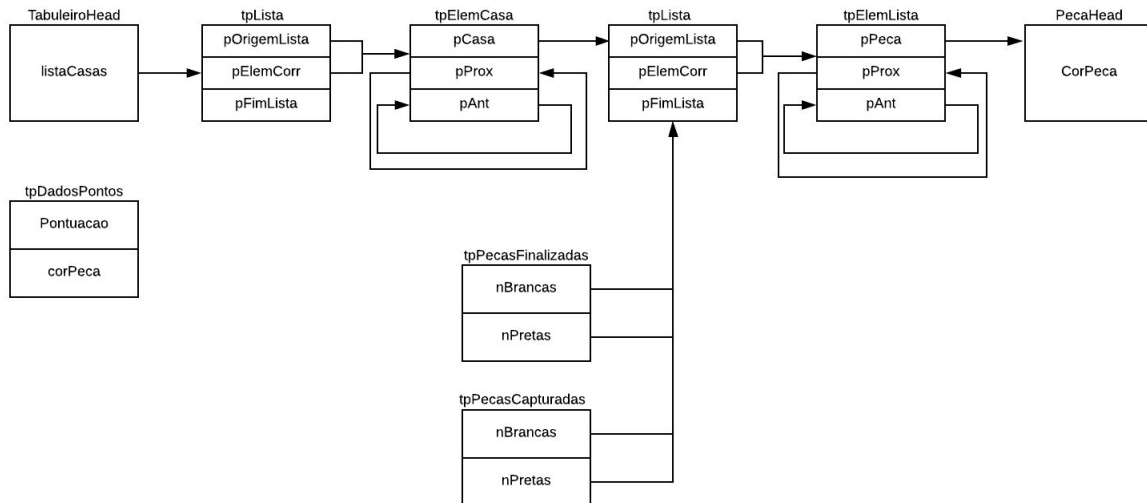 TabuleiroHead
listaCasas
tpLista
pOrigemLista
pElemCorr
pFimLista
tpElemCasa
pCasa
pProx
pAnt
tpLista
pOrigemLista
pElemCorr
pFimLista
tpElemLista
pPeca
pProx
pAnt
PecaHead
CorPeca
tpDadosPontos
Pontuacao
corPeca
tpPecasFinalizadas
nBrancas
nPretas
tpPecasCapturadas
nBrancas
nPretas